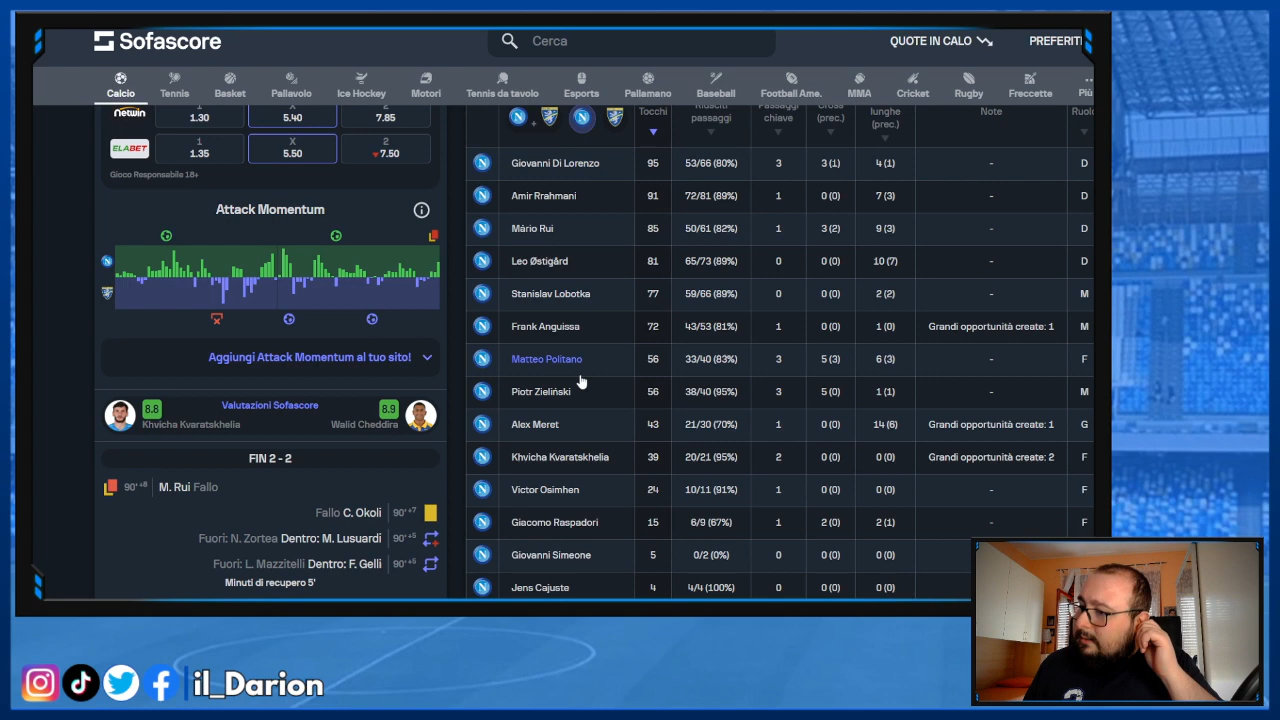 Sofascore
Cerca
QUOTE IN CALO
PREFERITI
Calcio Tennis Basket Pallavolo Ice Hockey Motori Tennis da tavolo Esports Pallamano Baseball Football Ame. MMA Cricket Rugby Freccette Più
netwin
1 1.30
X 5.40
2 7.85
ELABET
1 1.35
X 5.50
2 7.50
Gioco Responsabile 18+
Attack Momentum
Aggiungi Attack Momentum al tuo sito!
8.8 Khvicha Kvaratskhelia
Valutazioni Sofascore
8.9 Walid Cheddira
FIN 2 - 2
90'+8 M. Rui Fallo
Fallo C. Okoli 90'+7
Fuori: N. Zortea Dentro: M. Lusuardi 90'+5
Fuori: L. Mazzitelli Dentro: F. Gelli 90'+5
Minuti di recupero 5'
+ Tocchi Riusciti passaggi Passaggi chiave Cross (prec.) lunghe (prec.) Note Ruolo
Giovanni Di Lorenzo 95 53/66 (80%) 3 3 (1) 4 (1) - D
Amir Rrahmani 91 72/81 (89%) 1 0 (0) 7 (3) - D
Mário Rui 85 50/61 (82%) 1 3 (2) 9 (3) - D
Leo Østigård 81 65/73 (89%) 0 0 (0) 10 (7) - D
Stanislav Lobotka 77 59/66 (89%) 0 0 (0) 2 (2) - M
Frank Anguissa 72 43/53 (81%) 1 0 (0) 1 (0) Grandi opportunità create: 1 M
Matteo Politano 56 33/40 (83%) 3 5 (3) 6 (3) - F
Piotr Zieliński 56 38/40 (95%) 3 5 (0) 1 (1) - M
Alex Meret 43 21/30 (70%) 1 0 (0) 14 (6) Grandi opportunità create: 1 G
Khvicha Kvaratskhelia 39 20/21 (95%) 2 0 (0) 0 (0) Grandi opportunità create: 2 F
Victor Osimhen 24 10/11 (91%) 1 0 (0) 0 (0) - F
Giacomo Raspadori 15 6/9 (67%) 1 2 (0) 2 (1) - F
Giovanni Simeone 5 0/2 (0%) 0 0 (0) 0 (0)
Jens Cajuste 4 4/4 (100%) 0 0 (0) 0 (0)
il_Darion